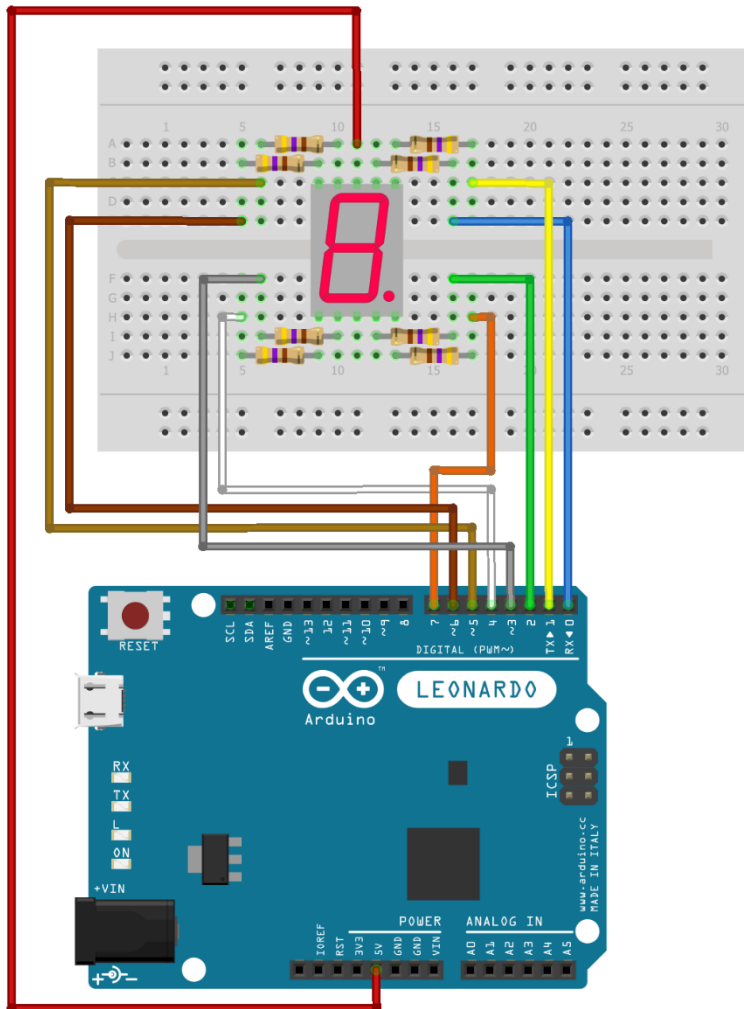 1 5 10 15 20 25 30
A
B
D
F
G
H
I
J
1 5 10 15 20 25 30
RESET
SCL
SDA
AREF
GND
~13
12
~11
~10
~9
8
7
~6
~5
4
~3
2
TX▶ 1
RX◀ 0
DIGITAL (PWM~)
TM
LEONARDO
Arduino
RX
TX
L
ON
1
ICSP
www.arduino.cc
MADE IN ITALY
+VIN
POWER
ANALOG IN
IOREF
RST
3V3
5V
GND
GND
VIN
A0
A1
A2
A3
A4
A5